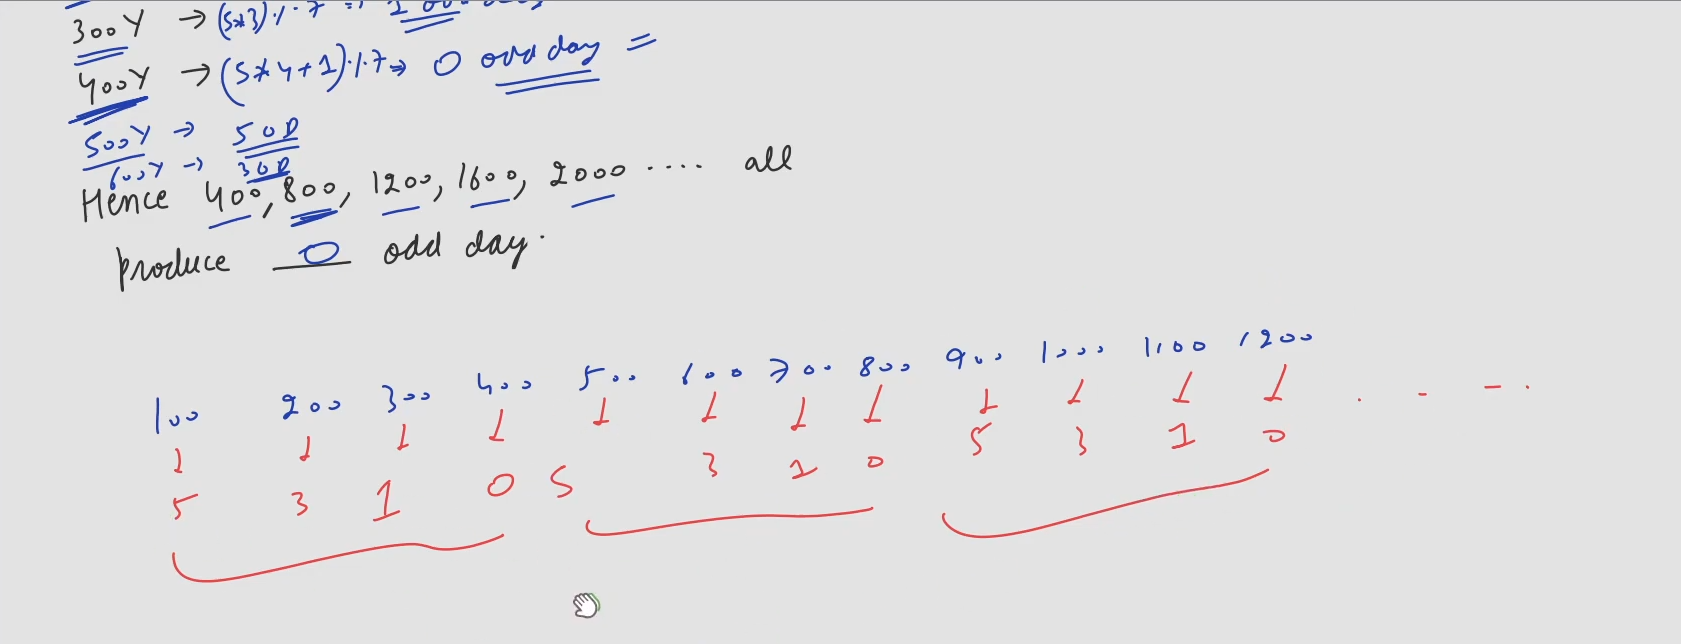 300Y → (5*3)%7 => 1 odd day
400Y → (5*4+1)%7 => 0 odd day =
500Y → 5 OD
600Y → 3 OD
Hence 400, 800, 1200, 1600, 2000 .... all
produce 0 odd day.
100 200 300 400 500 600 700 800 900 1000 1100 1200 . - - .
5 3 1 0 5 3 1 0 5 3 1 0